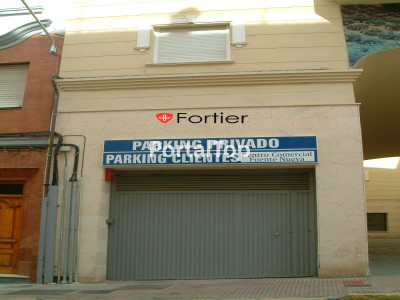 Fortier
PARKING PRIVADO
PARKING CLIENTES
Centro Comercial
Fuente Nueva